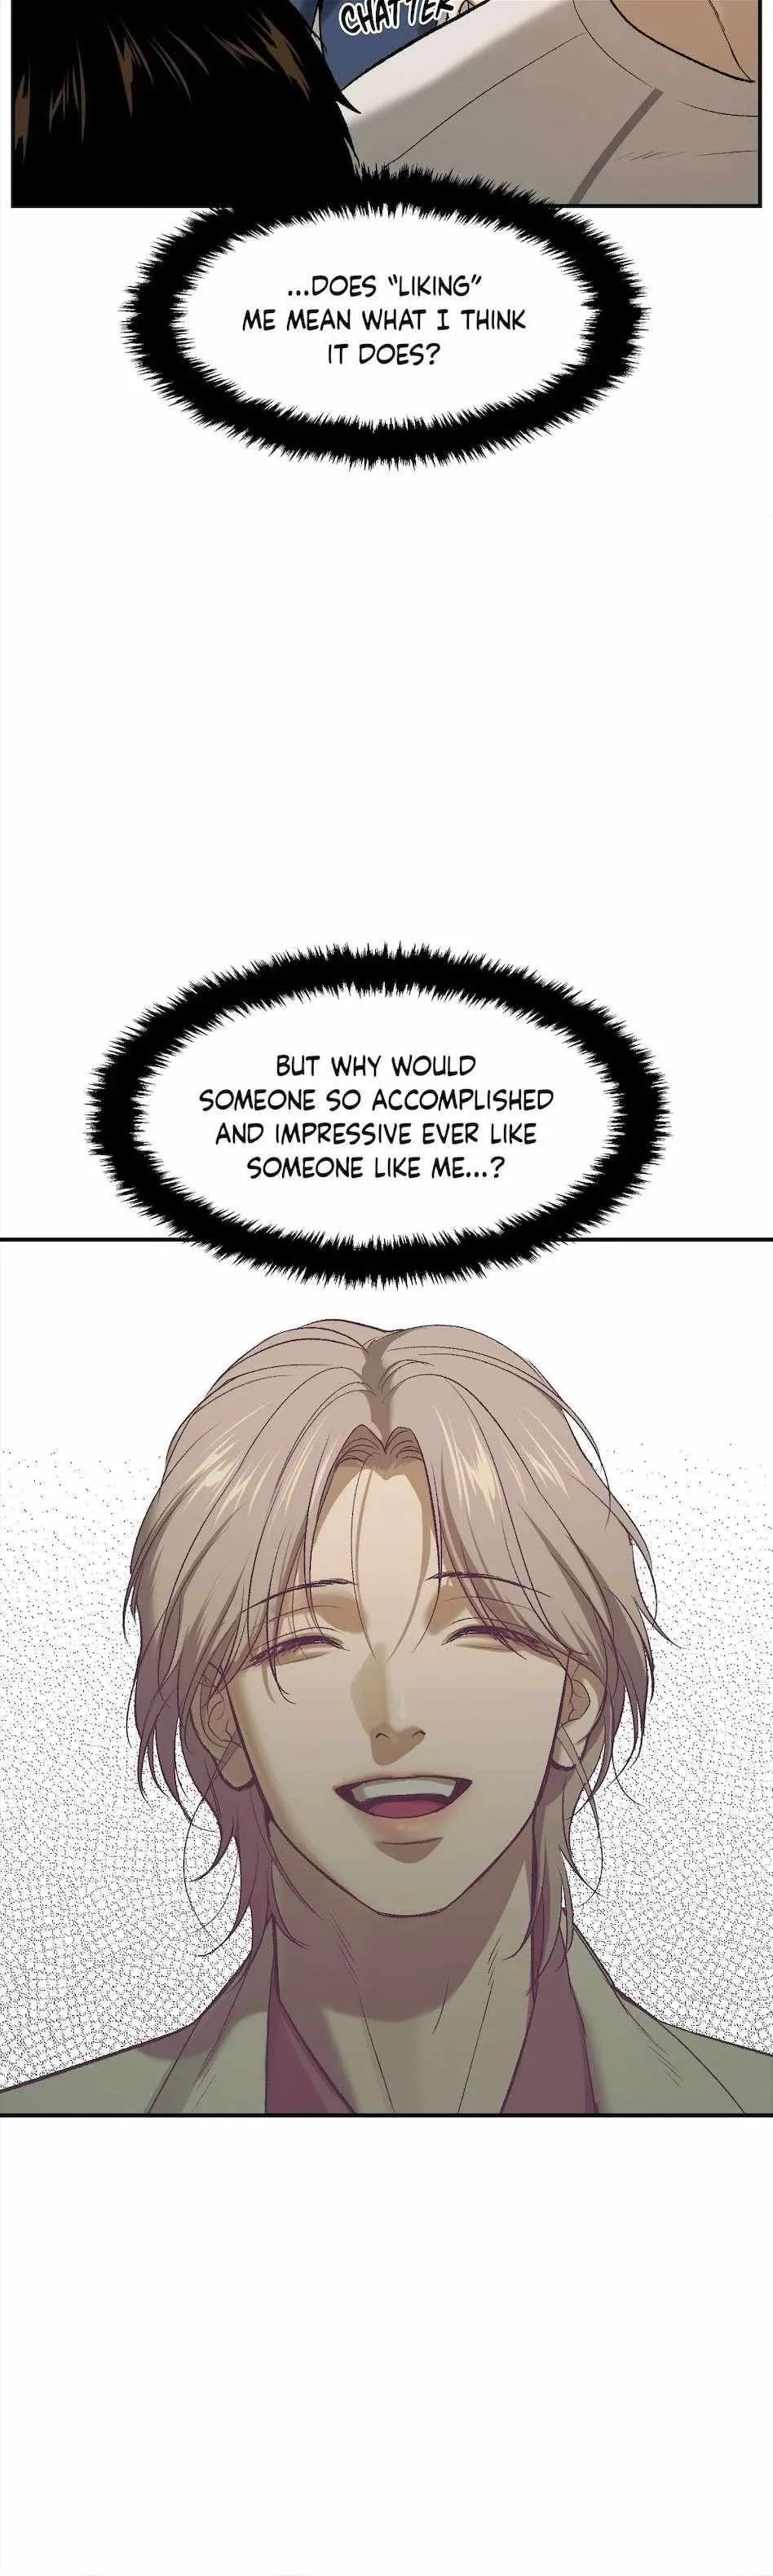 CHATTER
...DOES "LIKING"
ME MEAN WHAT I THINK
IT DOES?
BUT WHY WOULD
SOMEONE SO ACCOMPLISHED
AND IMPRESSIVE EVER LIKE
SOMEONE LIKE ME...?